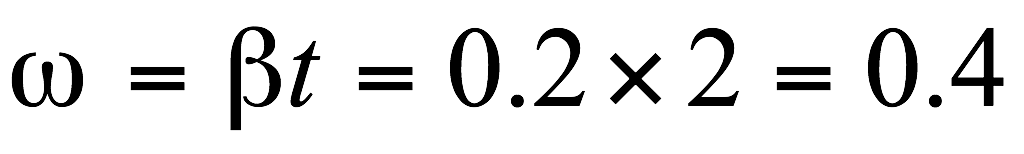 ω = βt = 0.2 × 2 = 0.4